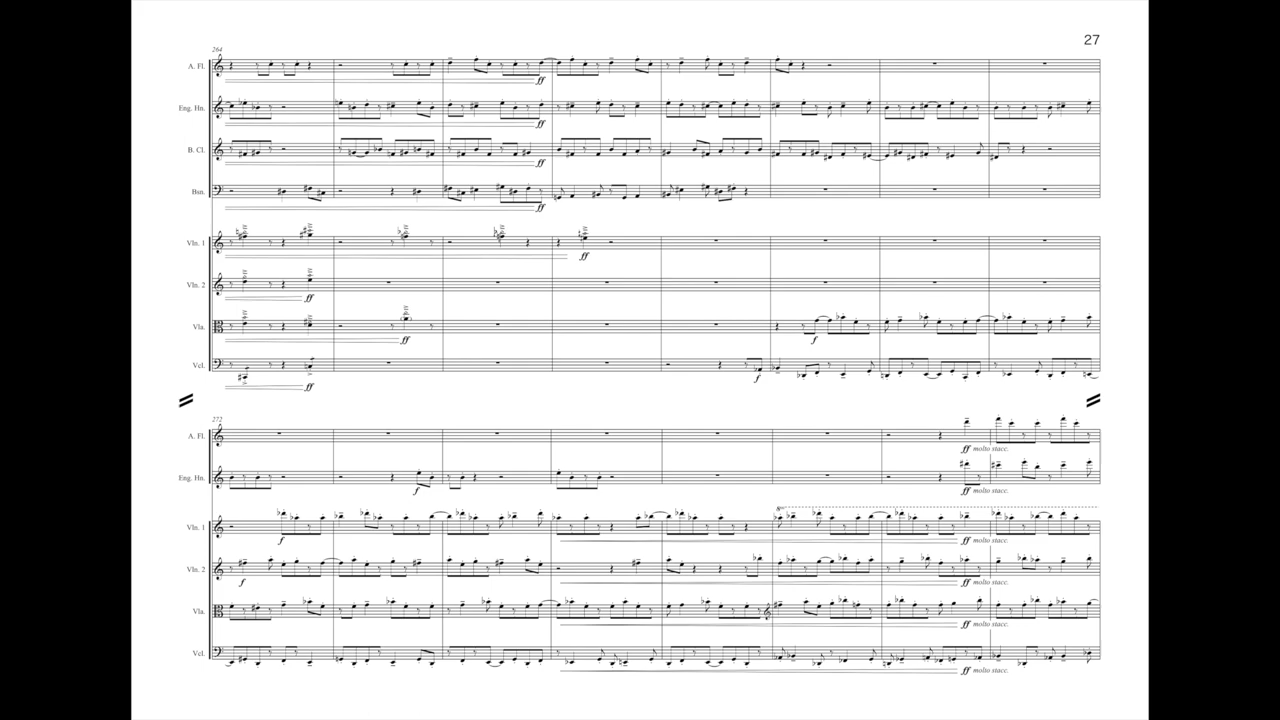 27
264
A. Fl.
ff
Eng. Hn.
ff
B. Cl.
ff
Bsn.
ff
Vln. 1
ff
Vln. 2
ff
Vla.
ff f
Vcl.
ff f
272
A. Fl.
ff molto stacc.
Eng. Hn.
f ff molto stacc.
8va
Vln. 1
f ff molto stacc.
Vln. 2
f ff molto stacc.
Vla.
ff molto stacc.
Vcl.
ff molto stacc.